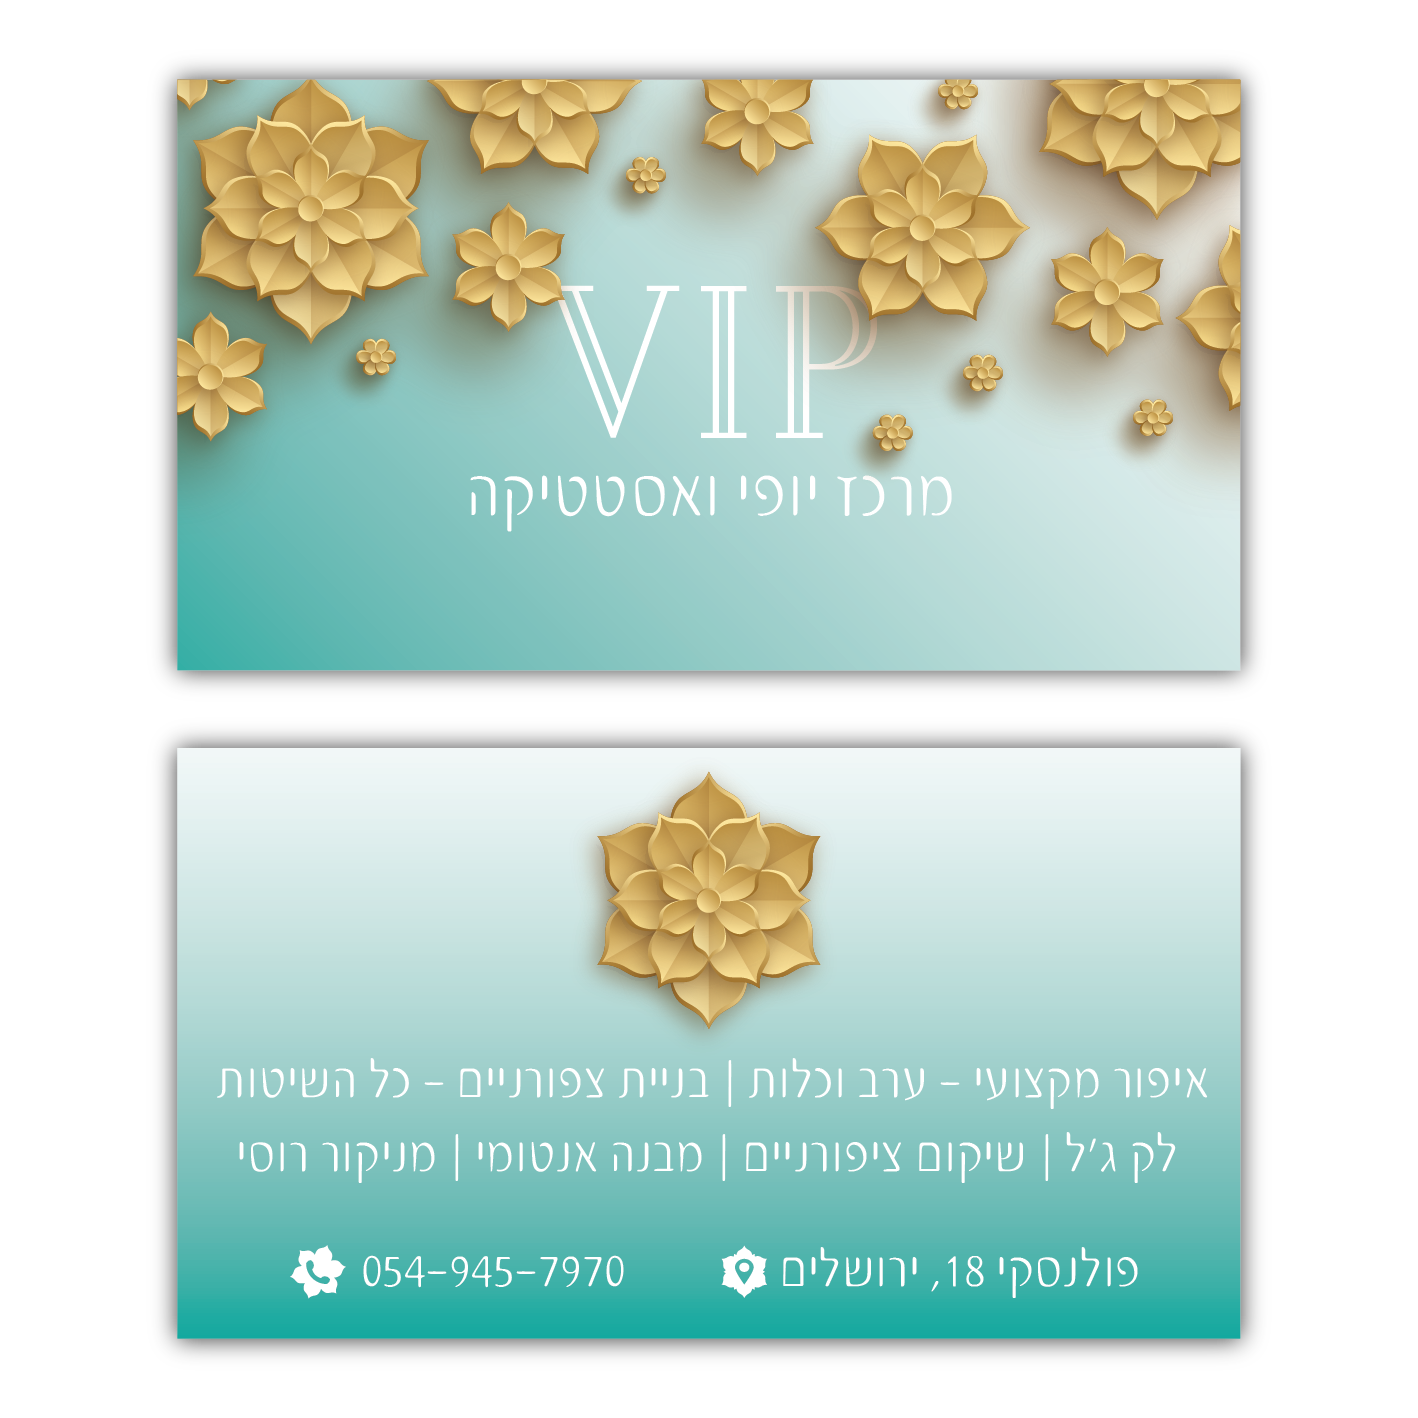 VIP
מרכז יופי ואסטטיקה
איפור מקצועי – ערב וכלות | בניית צפורניים – כל השיטות
לק ג'ל | שיקום ציפורניים | מבנה אנטומי | מניקור רוסי
פולנסקי 18, ירושלים
054-945-7970